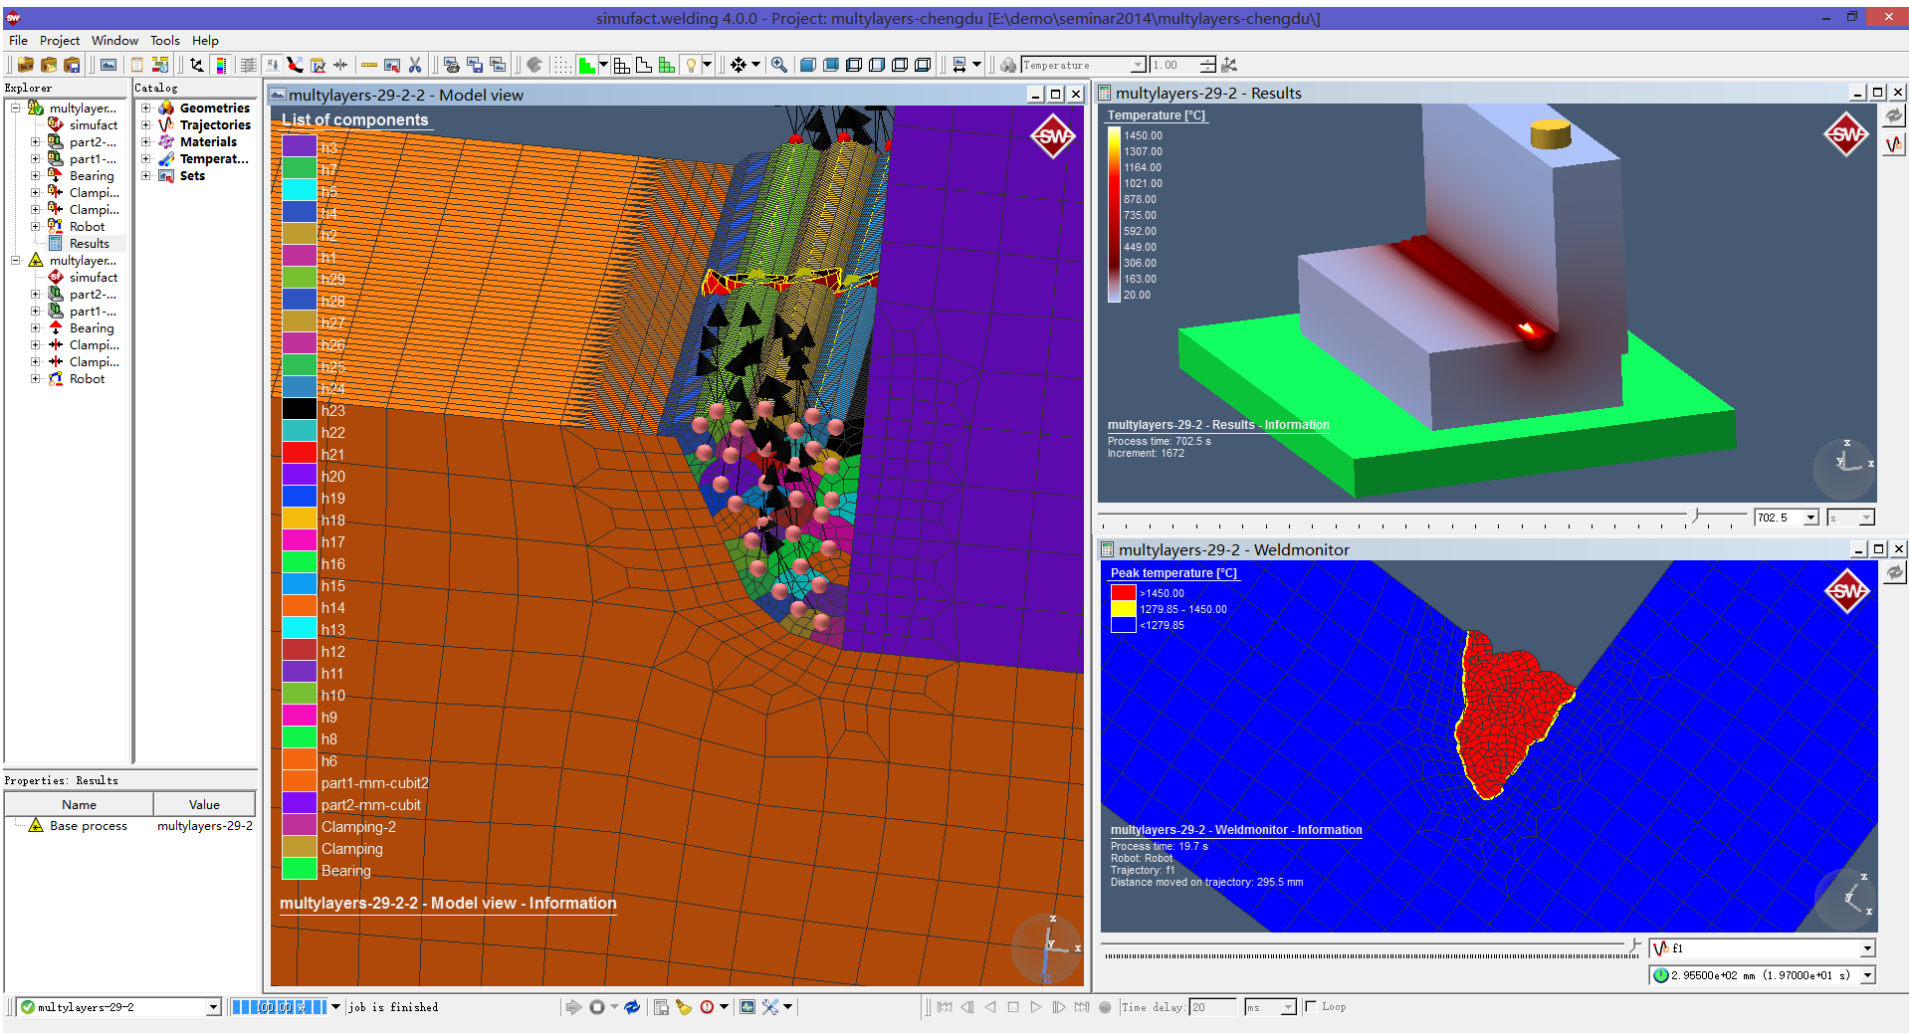 simufact.welding 4.0.0 - Project: multylayers-chengdu [E:\demo\seminar2014\multylayers-chengdu\]
File Project Window Tools Help
Temperature 1.00
Explorer
multylayer...
simufact
part2-...
part1-...
Bearing
Clampi...
Clampi...
Robot
Results
multylayer...
simufact
part2-...
part1-...
Bearing
Clampi...
Clampi...
Robot
Catalog
Geometries
Trajectories
Materials
Temperat...
Sets
Properties: Results
Name Value
Base process multylayers-29-2
multylayers-29-2-2 - Model view
List of components
h3
h7
h5
h4
h2
h1
h29
h28
h27
h26
h25
h24
h23
h22
h21
h20
h19
h18
h17
h16
h15
h14
h13
h12
h11
h10
h9
h8
h6
part1-mm-cubit2
part2-mm-cubit
Clamping-2
Clamping
Bearing
multylayers-29-2-2 - Model view - Information
SW
Z
Y
X
multylayers-29-2 - Results
Temperature [°C]
1450.00
1307.00
1164.00
1021.00
878.00
735.00
592.00
449.00
306.00
163.00
20.00
SW
multylayers-29-2 - Results - Information
Process time: 702.5 s
Increment: 1672
Z
Y
X
702.5 s
multylayers-29-2 - Weldmonitor
Peak temperature [°C]
>1450.00
1279.85 - 1450.00
<1279.85
SW
multylayers-29-2 - Weldmonitor - Information
Process time: 19.7 s
Robot: Robot
Trajectory: f1
Distance moved on trajectory: 295.5 mm
Z
Y
X
f1
2.95500e+02 mm (1.97000e+01 s)
multylayers-29-2 100.00 % job is finished
Time delay: 20 ms Loop